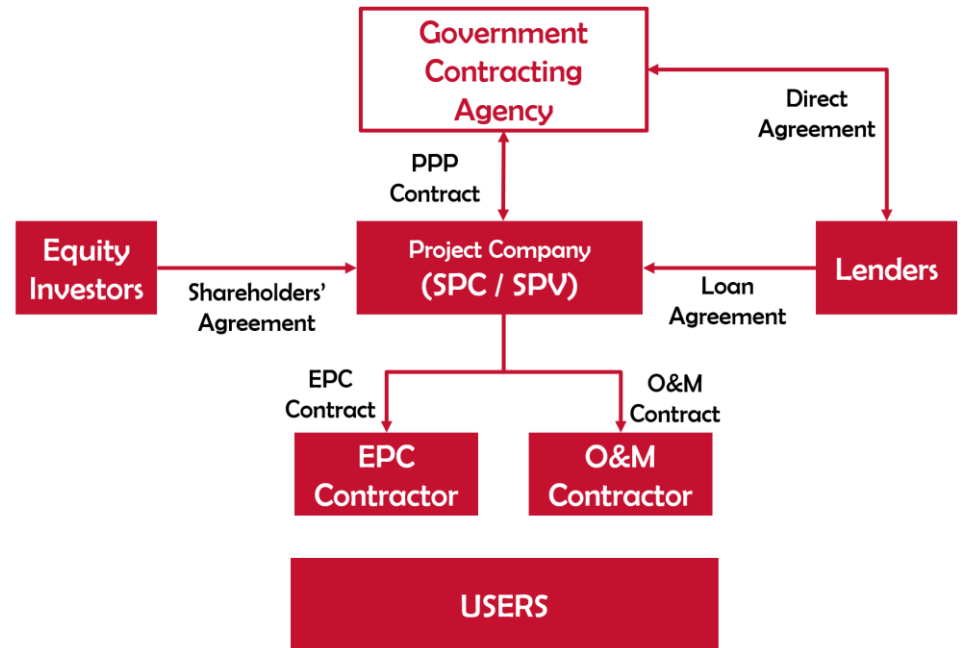 Government
Contracting
Agency
Direct
Agreement
PPP
Contract
Equity
Investors
Project Company
(SPC / SPV)
Lenders
Shareholders'
Agreement
Loan
Agreement
EPC
Contract
O&M
Contract
EPC
Contractor
O&M
Contractor
USERS